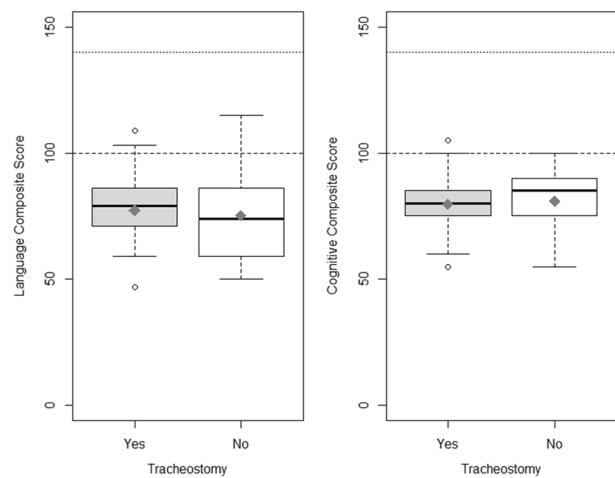 Language Composite Score
150
100
50
0
Yes
No
Tracheostomy
Cognitive Composite Score
150
100
50
0
Yes
No
Tracheostomy